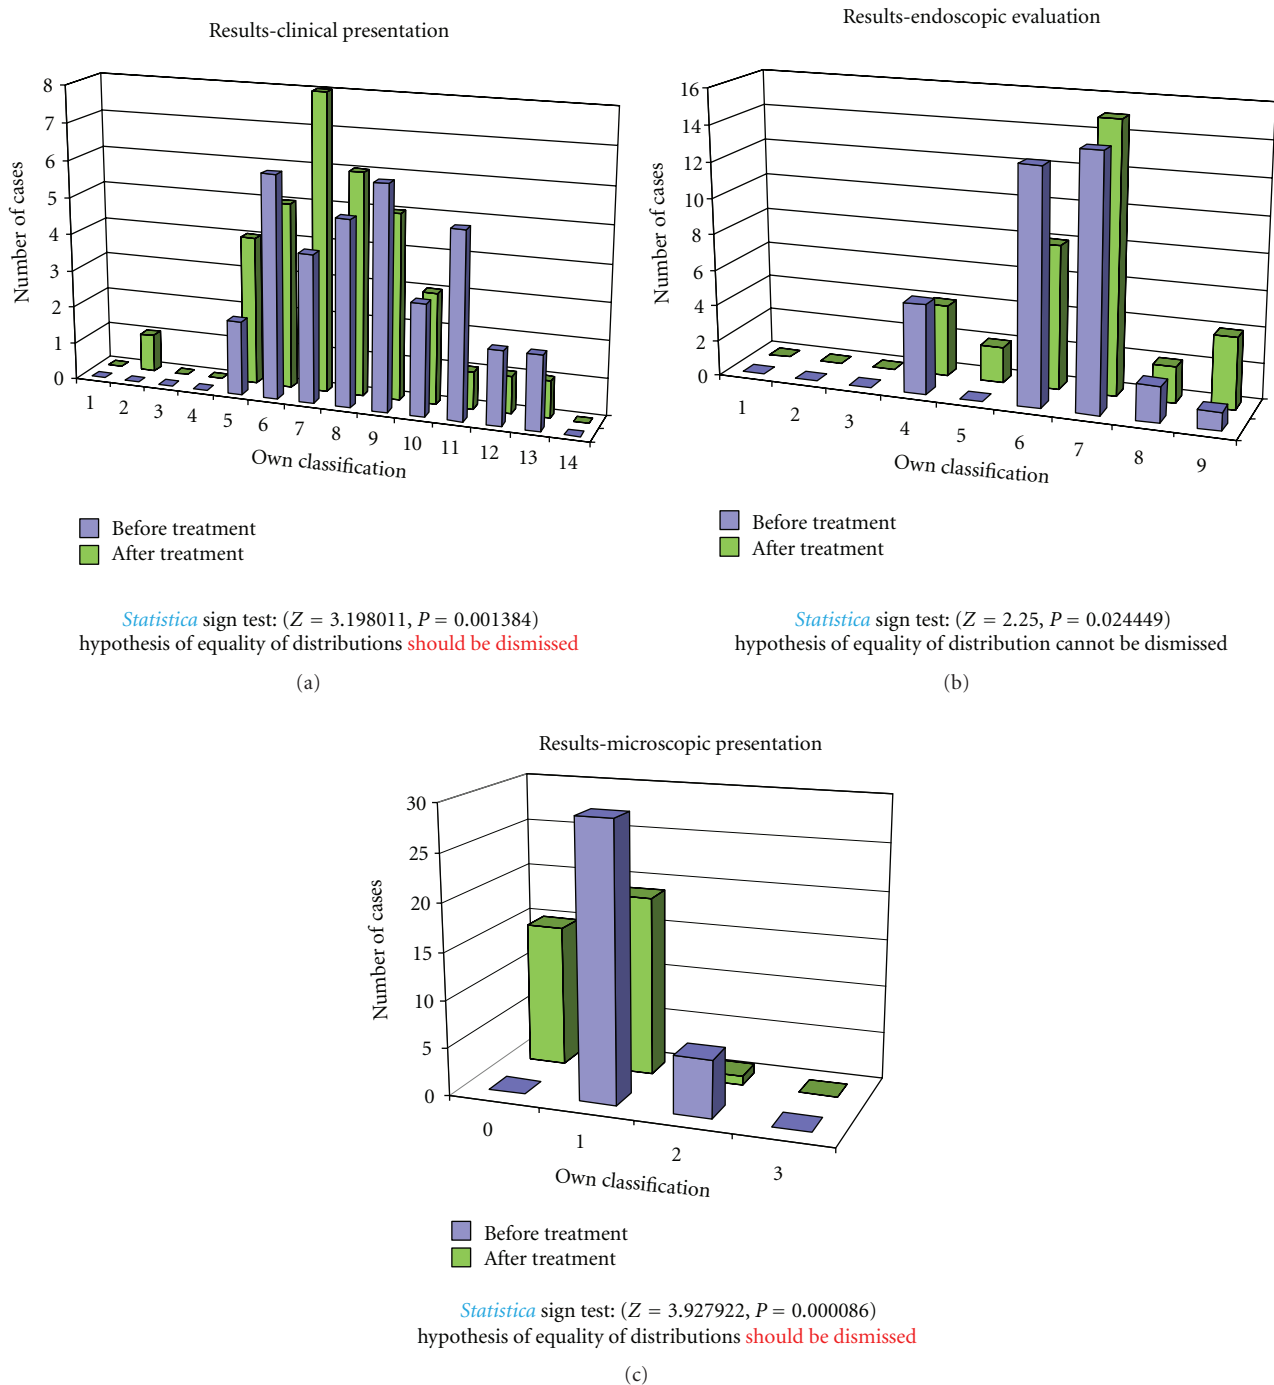 Results-clinical presentation
8
7
6
5
4
3
2
1
0
Number of cases
1 2 3 4 5 6 7 8 9 10 11 12 13 14
Own classification
Before treatment
After treatment
Statistica sign test: (Z = 3.198011, P = 0.001384)
hypothesis of equality of distributions should be dismissed
(a)
Results-endoscopic evaluation
16
14
12
10
8
6
4
2
0
Number of cases
1 2 3 4 5 6 7 8 9
Own classification
Before treatment
After treatment
Statistica sign test: (Z = 2.25, P = 0.024449)
hypothesis of equality of distribution cannot be dismissed
(b)
Results-microscopic presentation
30
25
20
15
10
5
0
Number of cases
0 1 2 3
Own classification
Before treatment
After treatment
Statistica sign test: (Z = 3.927922, P = 0.000086)
hypothesis of equality of distributions should be dismissed
(c)